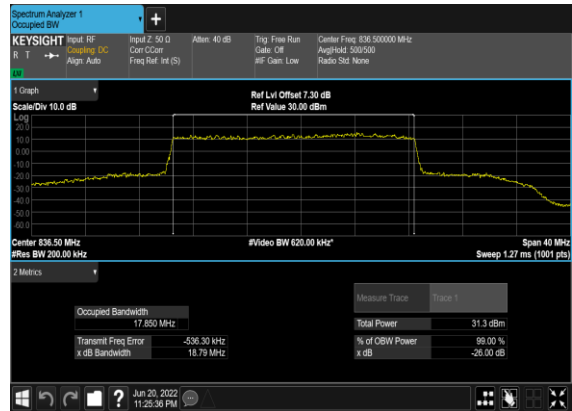 Spectrum Analyzer 1
Occupied BW
+
KEYSIGHT Input: RF Input Z: 50 Ω Atten: 40 dB Trig: Free Run Center Freq: 836.500000 MHz
R T Coupling: DC Corr CCorr Gate: Off Avg|Hold: 500/500
Align: Auto Freq Ref: Int (S) #IF Gain: Low Radio Std: None
1 Graph Ref Lvl Offset 7.30 dB
Scale/Div 10.0 dB Ref Value 30.00 dBm
Log
20.0
10.0
0.00
-10.0
-20.0
-30.0
-40.0
-50.0
-60.0
Center 836.50 MHz #Video BW 620.00 kHz* Span 40 MHz
#Res BW 200.00 kHz Sweep 1.27 ms (1001 pts)
2 Metrics
Measure Trace Trace 1
Occupied Bandwidth
17.850 MHz Total Power 31.3 dBm
Transmit Freq Error -536.30 kHz % of OBW Power 99.00 %
x dB Bandwidth 18.79 MHz x dB -26.00 dB
? Jun 20, 2022
11:25:36 PM